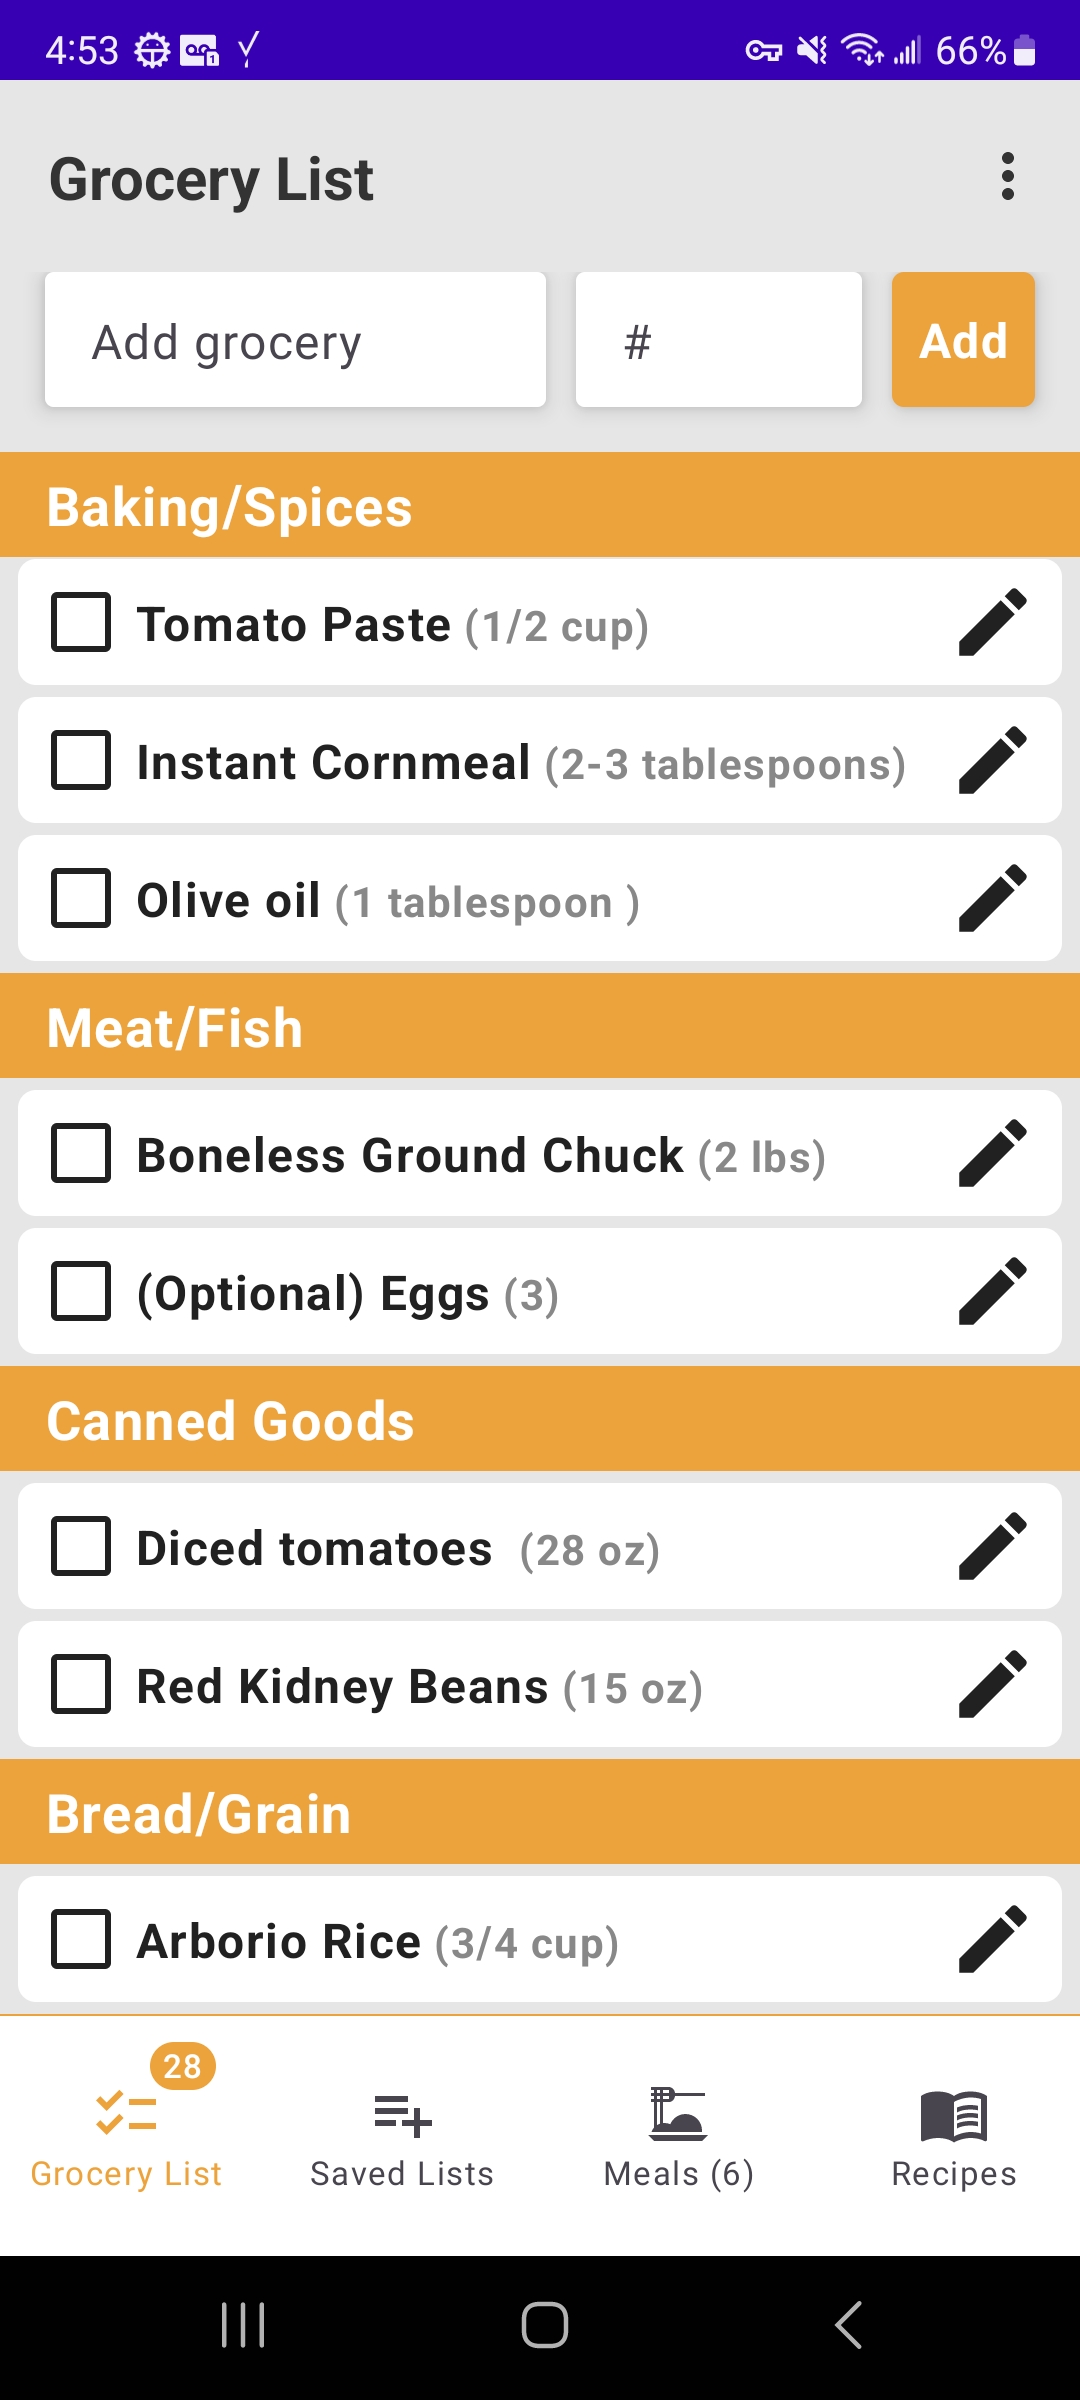 4:53 66%
Grocery List
Add grocery # Add
Baking/Spices
Tomato Paste (1/2 cup)
Instant Cornmeal (2-3 tablespoons)
Olive oil (1 tablespoon )
Meat/Fish
Boneless Ground Chuck (2 lbs)
(Optional) Eggs (3)
Canned Goods
Diced tomatoes  (28 oz)
Red Kidney Beans (15 oz)
Bread/Grain
Arborio Rice (3/4 cup)
28
Grocery List Saved Lists Meals (6) Recipes